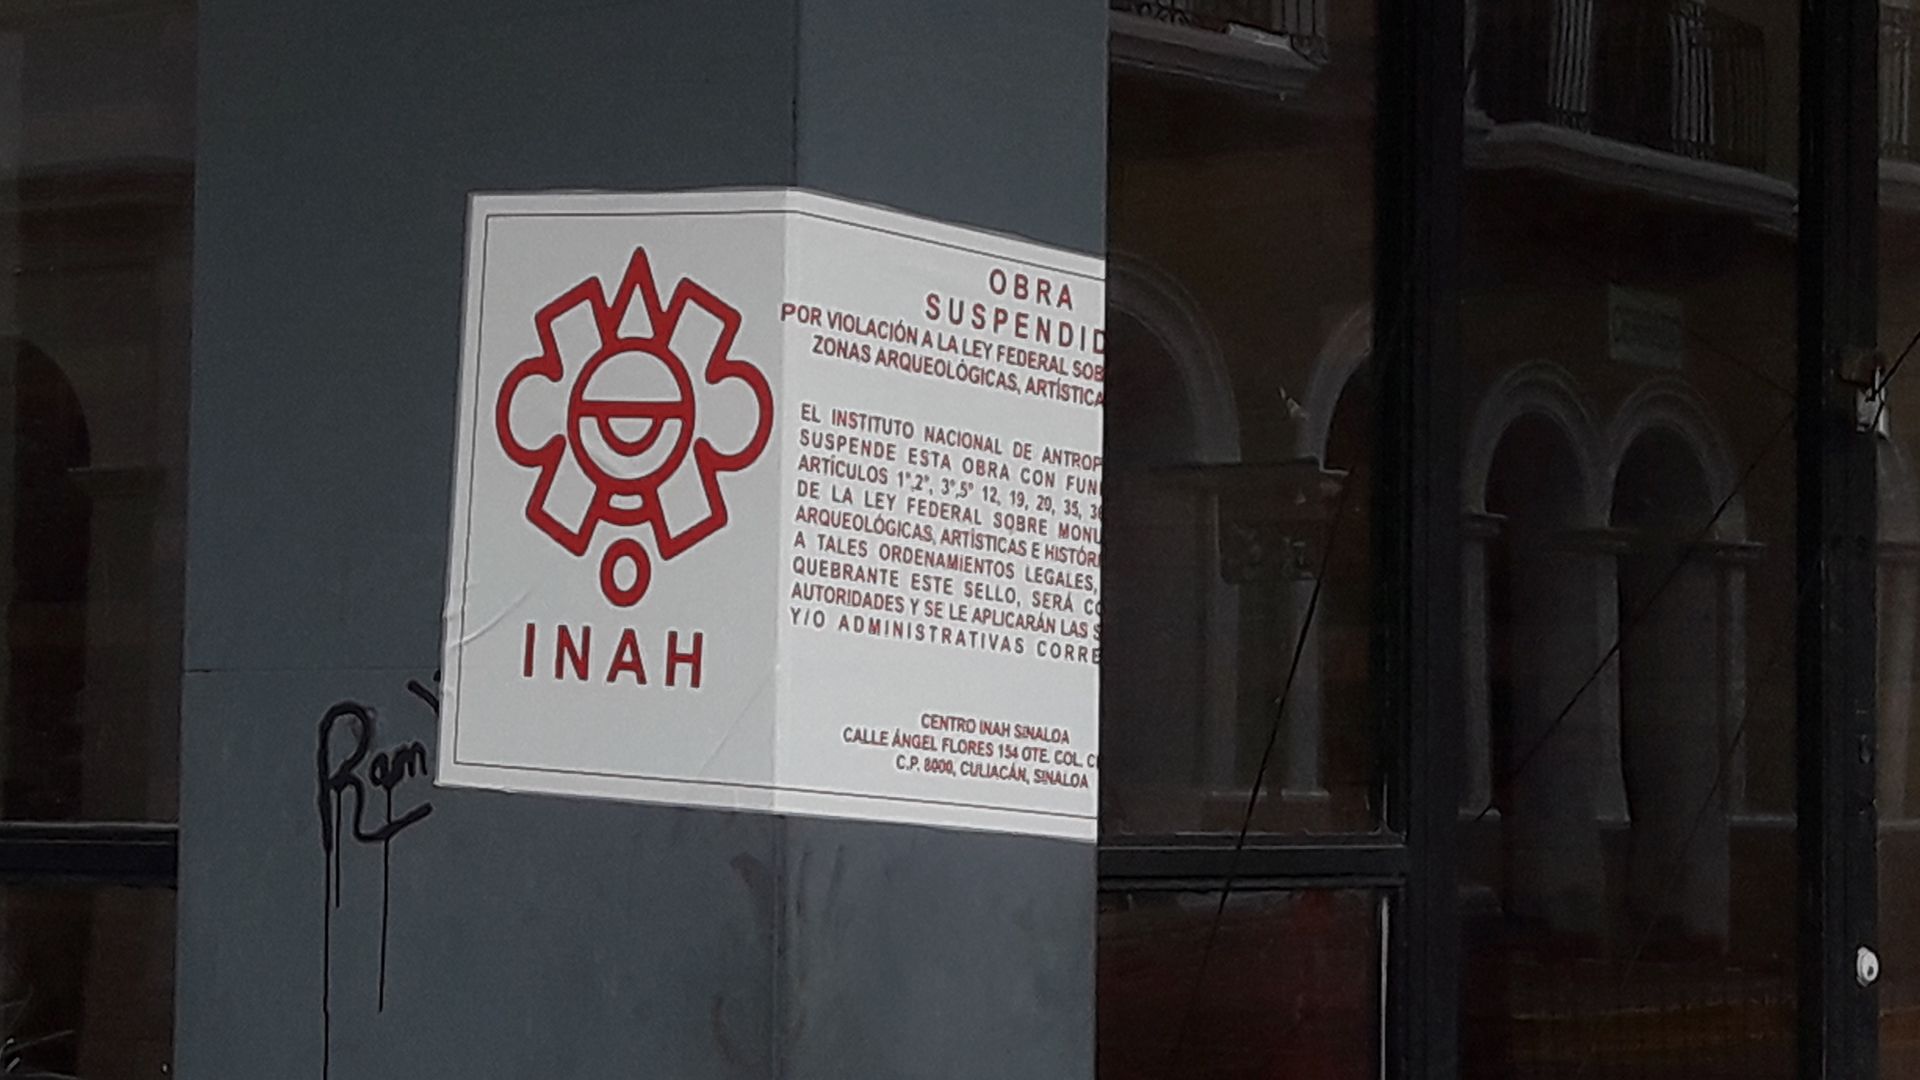 INAH
OBRA
SUSPENDID
POR VIOLACIÓN A LA LEY FEDERAL SOB
ZONAS ARQUEOLÓGICAS, ARTÍSTICA
EL INSTITUTO NACIONAL DE ANTROP
SUSPENDE ESTA OBRA CON FUN
ARTÍCULOS 1°,2°, 3°,5° 12, 19, 20, 35, 3
DE LA LEY FEDERAL SOBRE MONU
ARQUEOLÓGICAS, ARTÍSTICAS E HISTÓR
A TALES ORDENAMIENTOS LEGALES,
QUEBRANTE ESTE SELLO, SERÁ CO
AUTORIDADES Y SE LE APLICARÁN LAS S
Y/O ADMINISTRATIVAS CORRE
CENTRO INAH SINALOA
CALLE ÁNGEL FLORES 154 OTE. COL. C
C.P. 8000, CULIACÁN, SINALOA